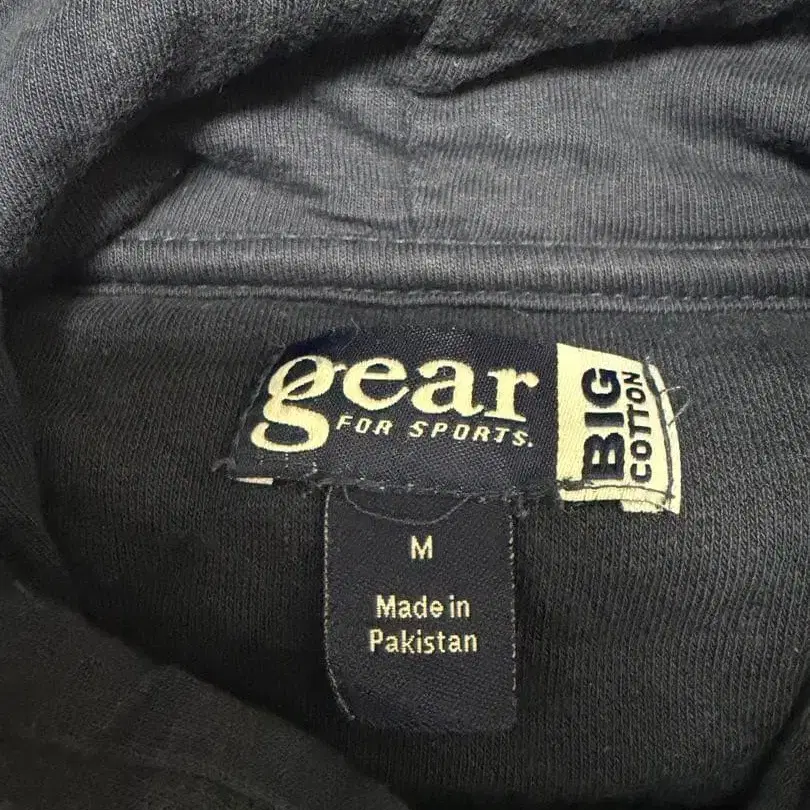 gear
FOR SPORTS.
BIG
COTTON
M
Made in
Pakistan